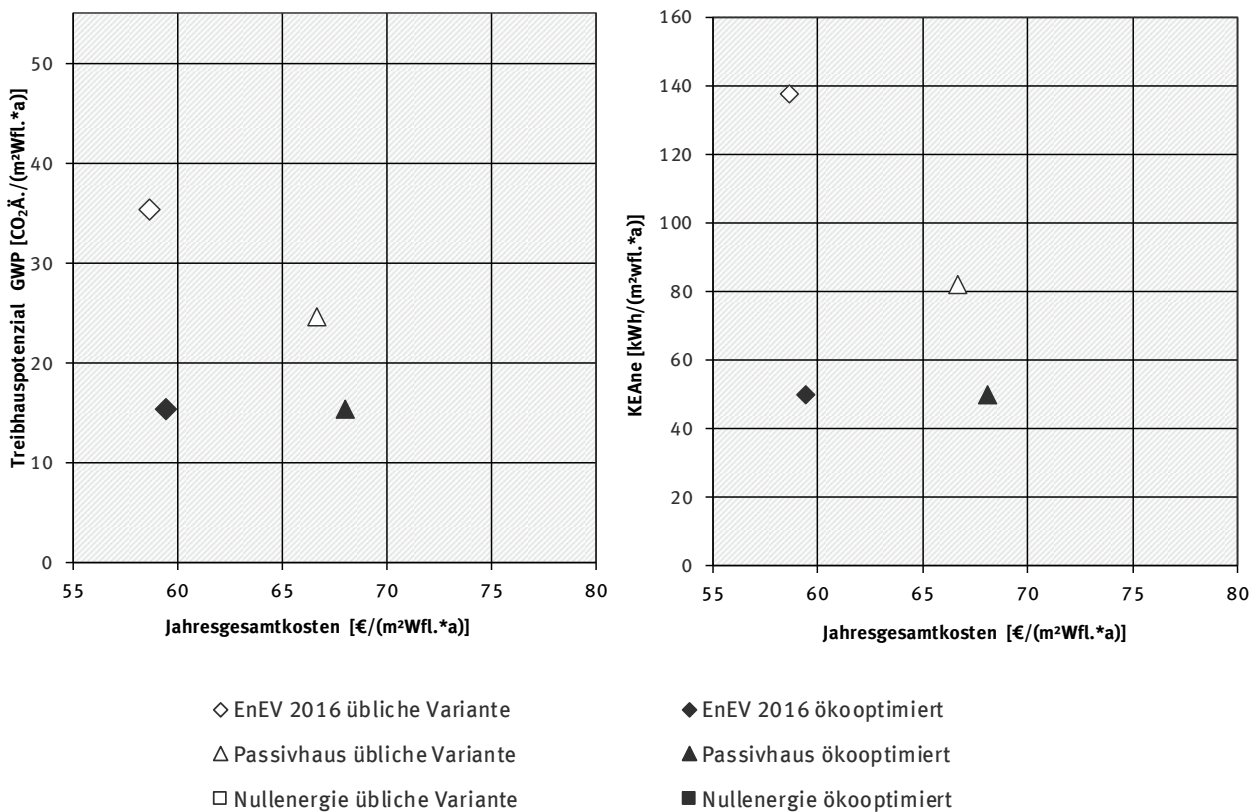 Treibhauspotenzial GWP [CO₂Ä./(m²Wfl.*a)]
50
40
30
20
10
0
55 60 65 70 75 80
Jahresgesamtkosten [€/(m²Wfl.*a)]
KEAne [kWh/(m²wfl.*a)]
160
140
120
100
80
60
40
20
0
55 60 65 70 75 80
Jahresgesamtkosten [€/(m²Wfl.*a)]
EnEV 2016 übliche Variante
EnEV 2016 ökooptimiert
Passivhaus übliche Variante
Passivhaus ökooptimiert
Nullenergie übliche Variante
Nullenergie ökooptimiert